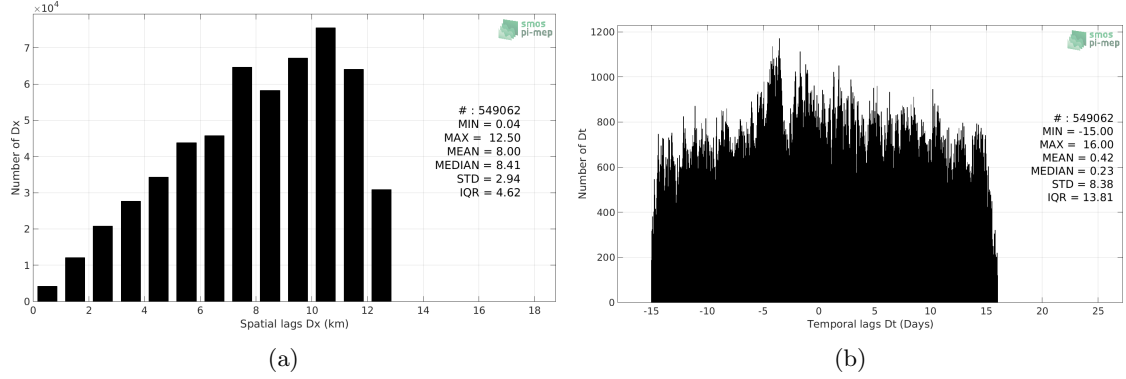 ×10⁴
7
6
5
4
3
2
1
0
Number of Dx
0 2 4 6 8 10 12 14 16 18
Spatial lags Dx (km)
smos
pi-mep
# : 549062
MIN = 0.04
MAX = 12.50
MEAN = 8.00
MEDIAN = 8.41
STD = 2.94
IQR = 4.62
(a)
1200
1000
800
600
400
200
0
Number of Dt
-15 -10 -5 0 5 10 15 20 25
Temporal lags Dt (Days)
smos
pi-mep
# : 549062
MIN = -15.00
MAX = 16.00
MEAN = 0.42
MEDIAN = 0.23
STD = 8.38
IQR = 13.81
(b)